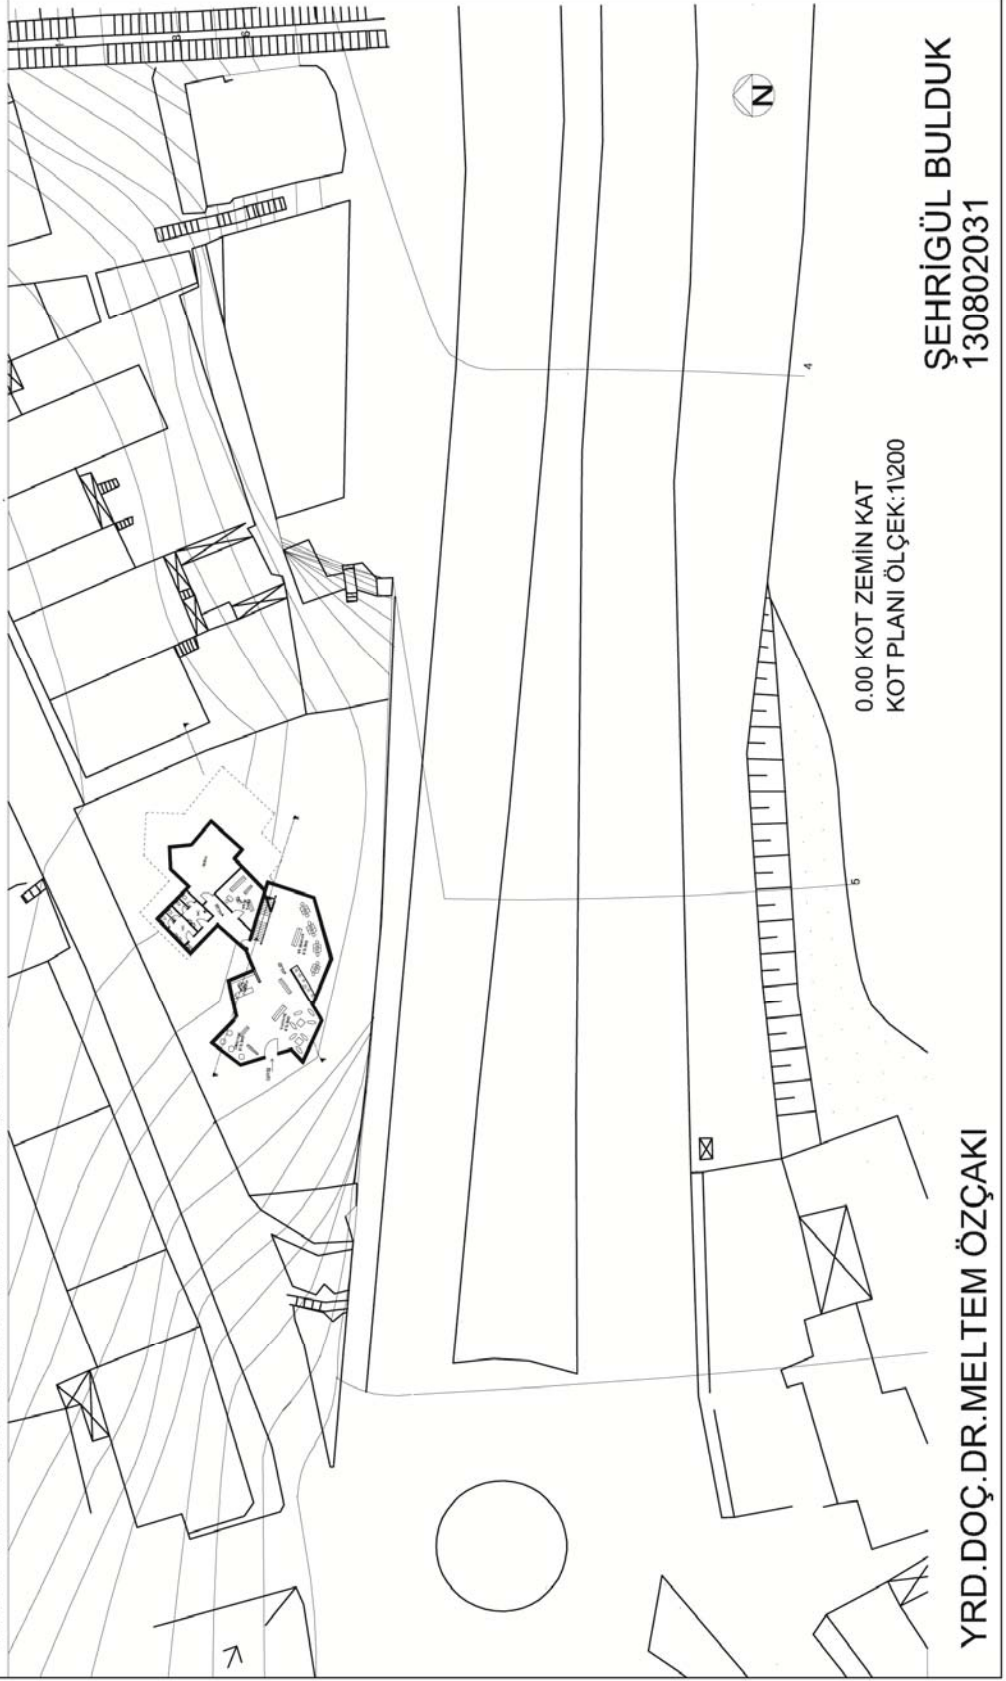 N
ŞEHRİGÜL BULDUK
130802031
0.00 KOT ZEMİN KAT
KOT PLANI ÖLÇEK:1\200
YRD.DOÇ.DR.MELTEM ÖZÇAKI
4
5